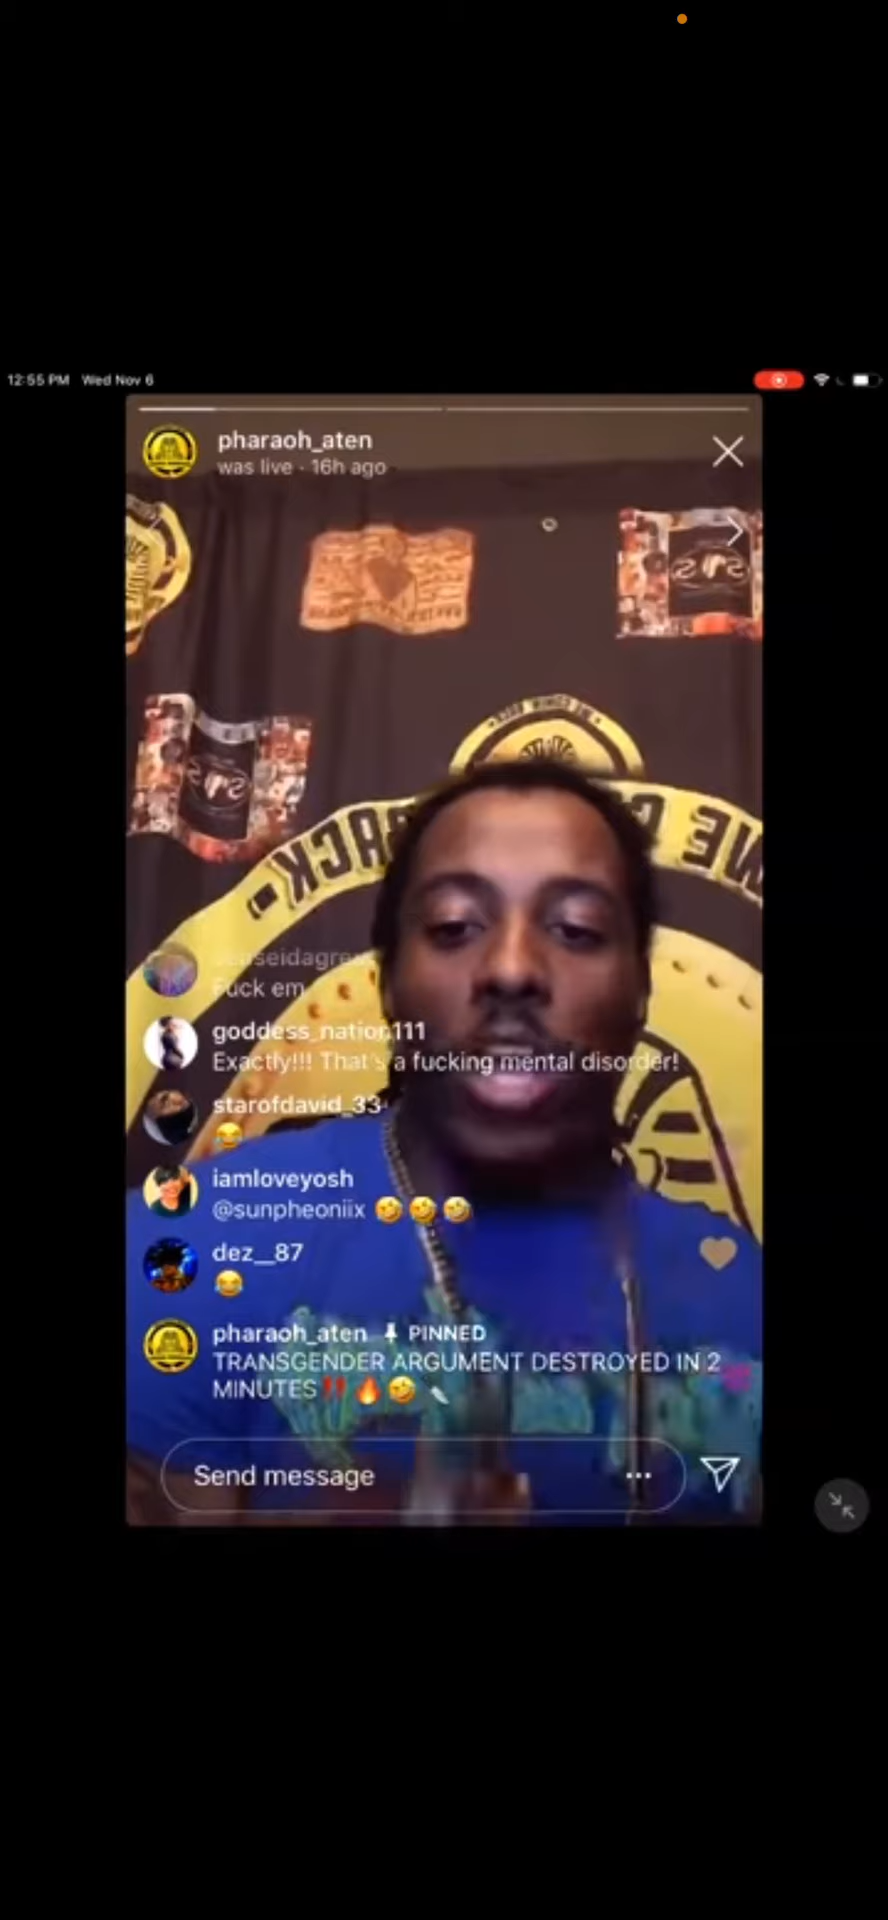 12:55 PM Wed Nov 6
pharaoh_aten
was live · 16h ago
BACK
Fuck em
goddess_nation111
Exactly!!! That's a fucking mental disorder!
starofdavid_33
😂
iamloveyosh
@sunpheoniix 🤣🤣🤣
dez__87
😂
pharaoh_aten PINNED
TRANSGENDER ARGUMENT DESTROYED IN 2
MINUTES‼️🔥🤣🔪
Send message